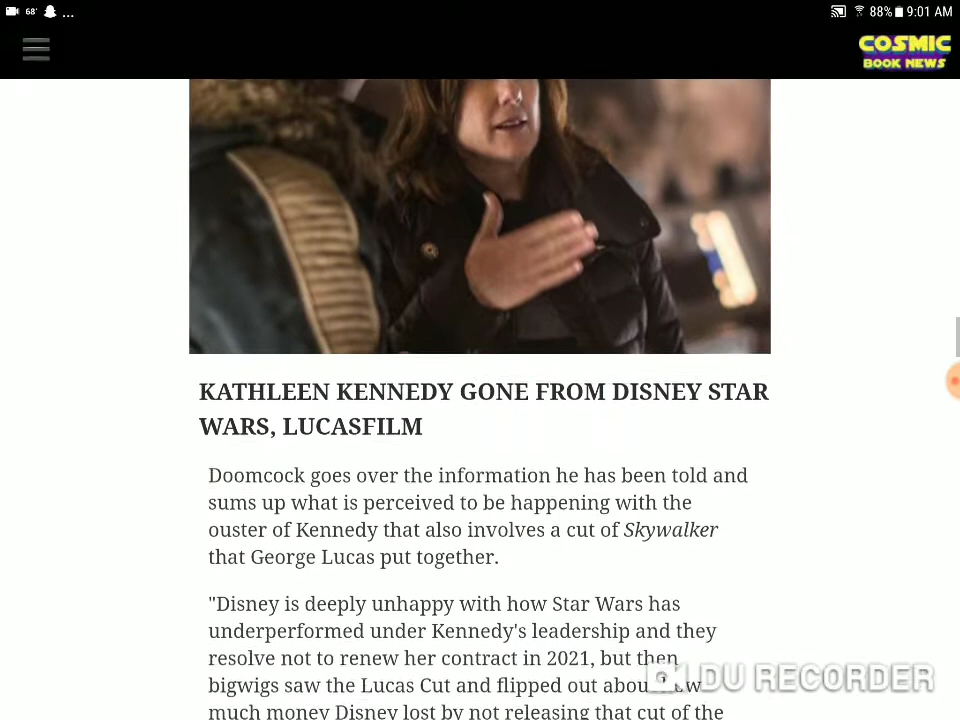 68° ... 88% 9:01 AM
COSMIC
BOOK NEWS
KATHLEEN KENNEDY GONE FROM DISNEY STAR
WARS, LUCASFILM
Doomcock goes over the information he has been told and
sums up what is perceived to be happening with the
ouster of Kennedy that also involves a cut of Skywalker
that George Lucas put together.
"Disney is deeply unhappy with how Star Wars has
underperformed under Kennedy's leadership and they
resolve not to renew her contract in 2021, but then
bigwigs saw the Lucas Cut and flipped out about how
much money Disney lost by not releasing that cut of the
DU RECORDER